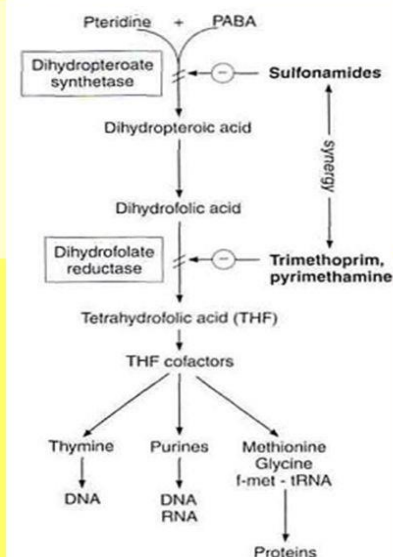 Pteridine + PABA
Dihydropteroate
synthetase
Sulfonamides
Dihydropteroic acid
synergy
Dihydrofolic acid
Dihydrofolate
reductase
Trimethoprim,
pyrimethamine
Tetrahydrofolic acid (THF)
THF cofactors
Thymine
Purines
Methionine
Glycine
f-met - tRNA
DNA
DNA
RNA
Proteins